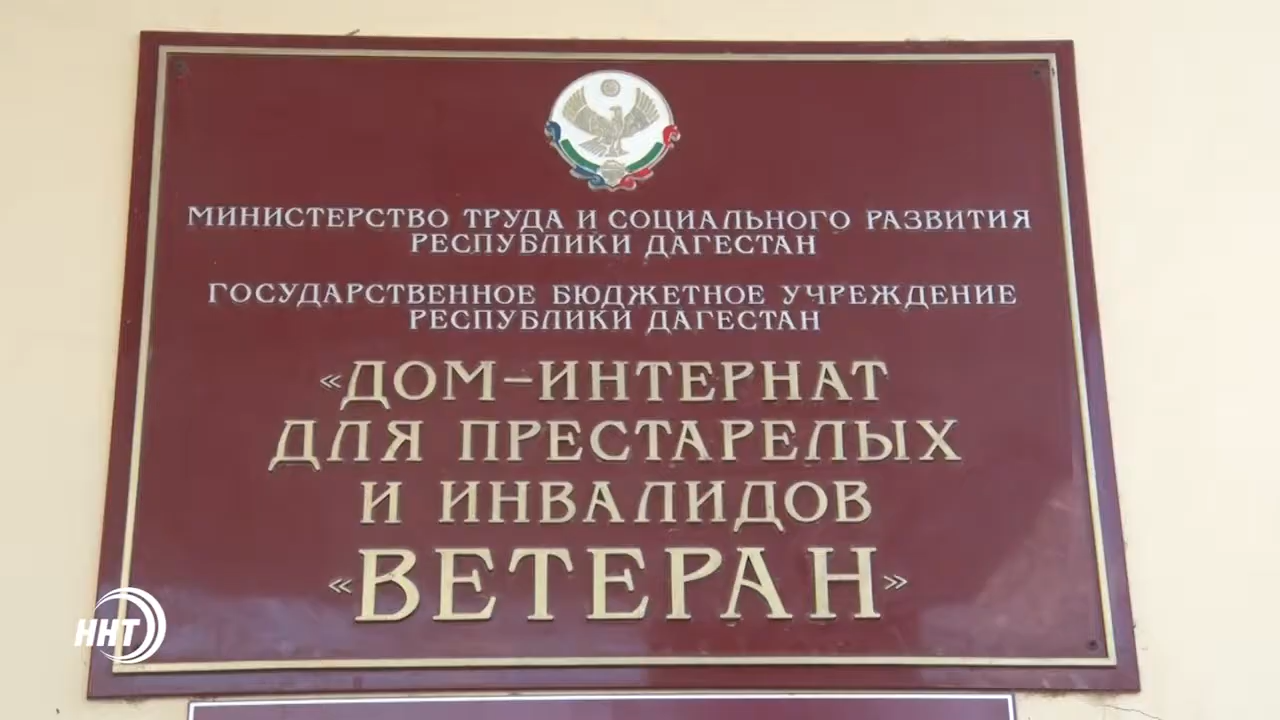 МИНИСТЕРСТВО ТРУДА И СОЦИАЛЬНОГО РАЗВИТИЯ
РЕСПУБЛИКИ ДАГЕСТАН
ГОСУДАРСТВЕННОЕ БЮДЖЕТНОЕ УЧРЕЖДЕНИЕ
РЕСПУБЛИКИ ДАГЕСТАН
«ДОМ-ИНТЕРНАТ
ДЛЯ ПРЕСТАРЕЛЫХ
И ИНВАЛИДОВ
«ВЕТЕРАН»
ННТ